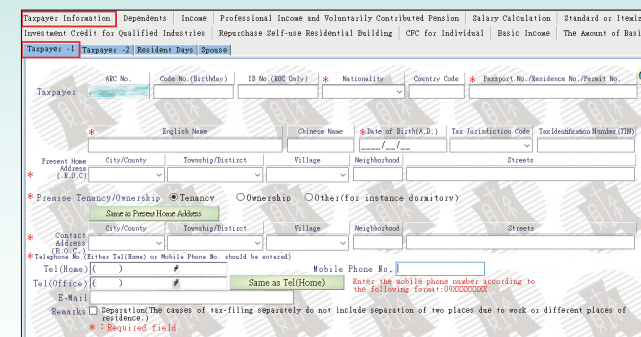 Taxpayer Information Dependents Income Professional Income and Voluntarily Contributed Pension Salary Calculation Standard or Itemiz
Investment Credit for Qualified Industries Repurchase Self-use Residential Building CFC for Individual Basic Income The Amount of Basi
Taxpayer -1 Taxpayer -2 Resident Days Spouse
ARC No. Code No.(Birthday) ID No.(ROC Only) * Nationality Country Code * Passport No./Residence No./Permit No.
Taxpayer
* English Name Chinese Name *Date of Birth(A.D.) Tax Jurisdiction Code Tax Identification Number (TIN)
____/__/__
Present Home City/County Township/Distirct Village Neighborhood Streets
Address
* (.R.O.C)
* Premise Tenancy/Ownership Tenancy Ownership Other(for instance dormitory)
Same as Present Home Address
City/County Township/Distirct Village Neighborhood Streets
* Contact
Address
(R.O.C.)
*Telephone No.(Either Tel(Home) or Mobile Phone No. should be entered)
Tel(Home) ( ) # Mobile Phone No.
Tel(Office) ( ) # Same as Tel(Home) Enter the mobile phone number according to
the following format:09XXXXXXXX
E-Mail
Remarks Separation(The causes of tax-filing separately do not include separation of two places due to work or different places of
residence.)
* : Required field